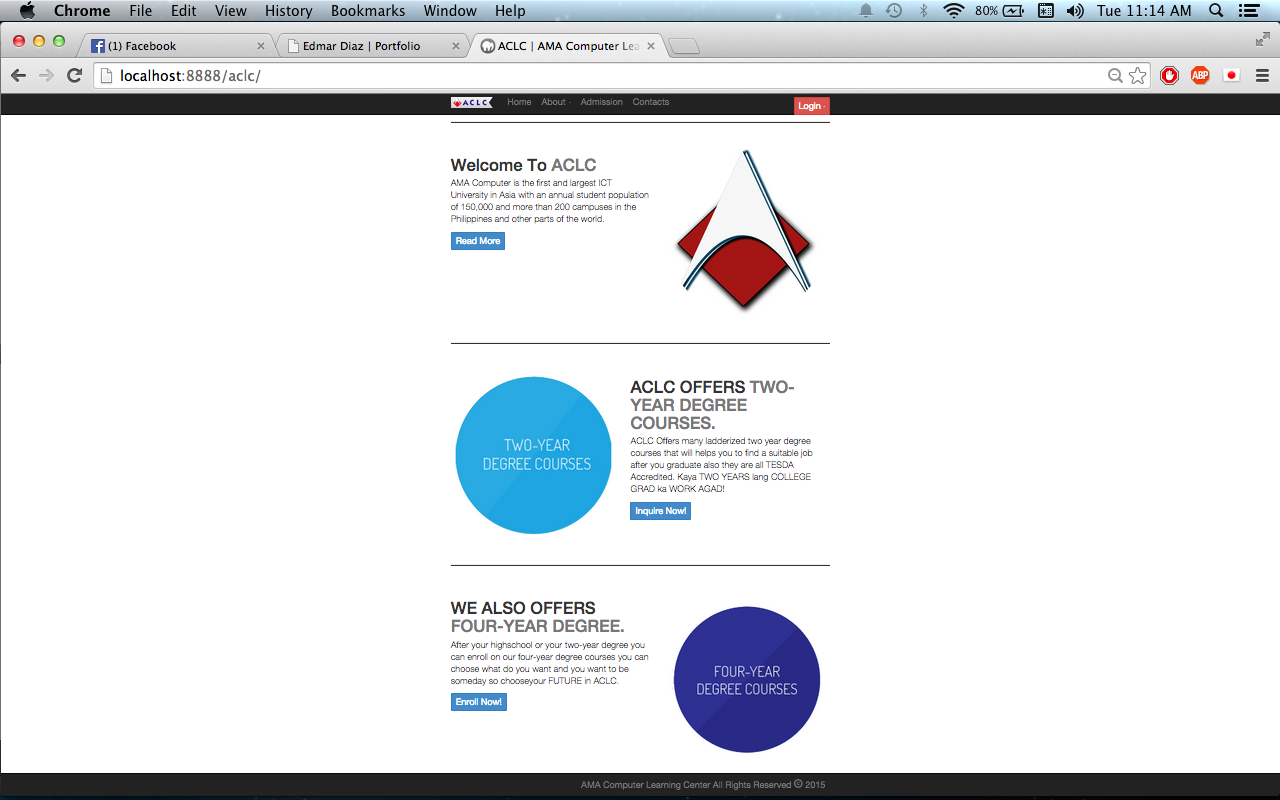 Chrome File Edit View History Bookmarks Window Help 80% Tue 11:14 AM
(1) Facebook Edmar Diaz | Portfolio ACLC | AMA Computer Lea
localhost:8888/aclc/ ABP
ACLC Home About Admission Contacts Login
Welcome To ACLC
AMA Computer is the first and largest ICT
University in Asia with an annual student population
of 150,000 and more than 200 campuses in the
Philippines and other parts of the world.
Read More
TWO-YEAR
DEGREE COURSES
ACLC OFFERS TWO-
YEAR DEGREE
COURSES.
ACLC Offers many ladderized two year degree
courses that will helps you to find a suitable job
after you graduate also they are all TESDA
Accredited. Kaya TWO YEARS lang COLLEGE
GRAD ka WORK AGAD!
Inquire Now!
WE ALSO OFFERS
FOUR-YEAR DEGREE.
After your highschool or your two-year degree you
can enroll on our four-year degree courses you can
choose what do you want and you want to be
someday so chooseyour FUTURE in ACLC.
Enroll Now!
FOUR-YEAR
DEGREE COURSES
AMA Computer Learning Center All Rights Reserved © 2015